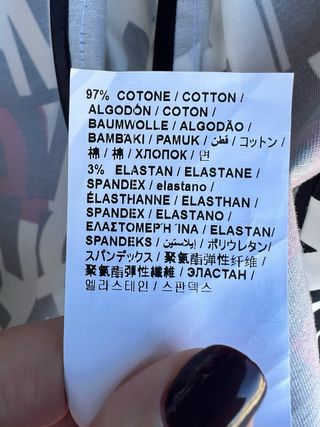 97% COTONE / COTTON /
ALGODÓN / COTON /
BAUMWOLLE / ALGODÃO /
BAMBAKI / PAMUK / قطن / コットン /
棉 / 棉 / ХЛОПОК / 면
3% ELASTAN / ELASTANE /
SPANDEX / elastano /
ÉLASTHANNE / ELASTHAN /
SPANDEX / ELASTANO /
ΕΛΑΣΤΟΜΕΡΉ ΊΝΑ / ELASTAN/
SPANDEKS / إيلاستين / ポリウレタン/
スパンデックス / 聚氨酯弹性纤维 /
聚氨酯彈性纖維 / ЭЛАСТАН /
엘라스테인 / 스판덱스